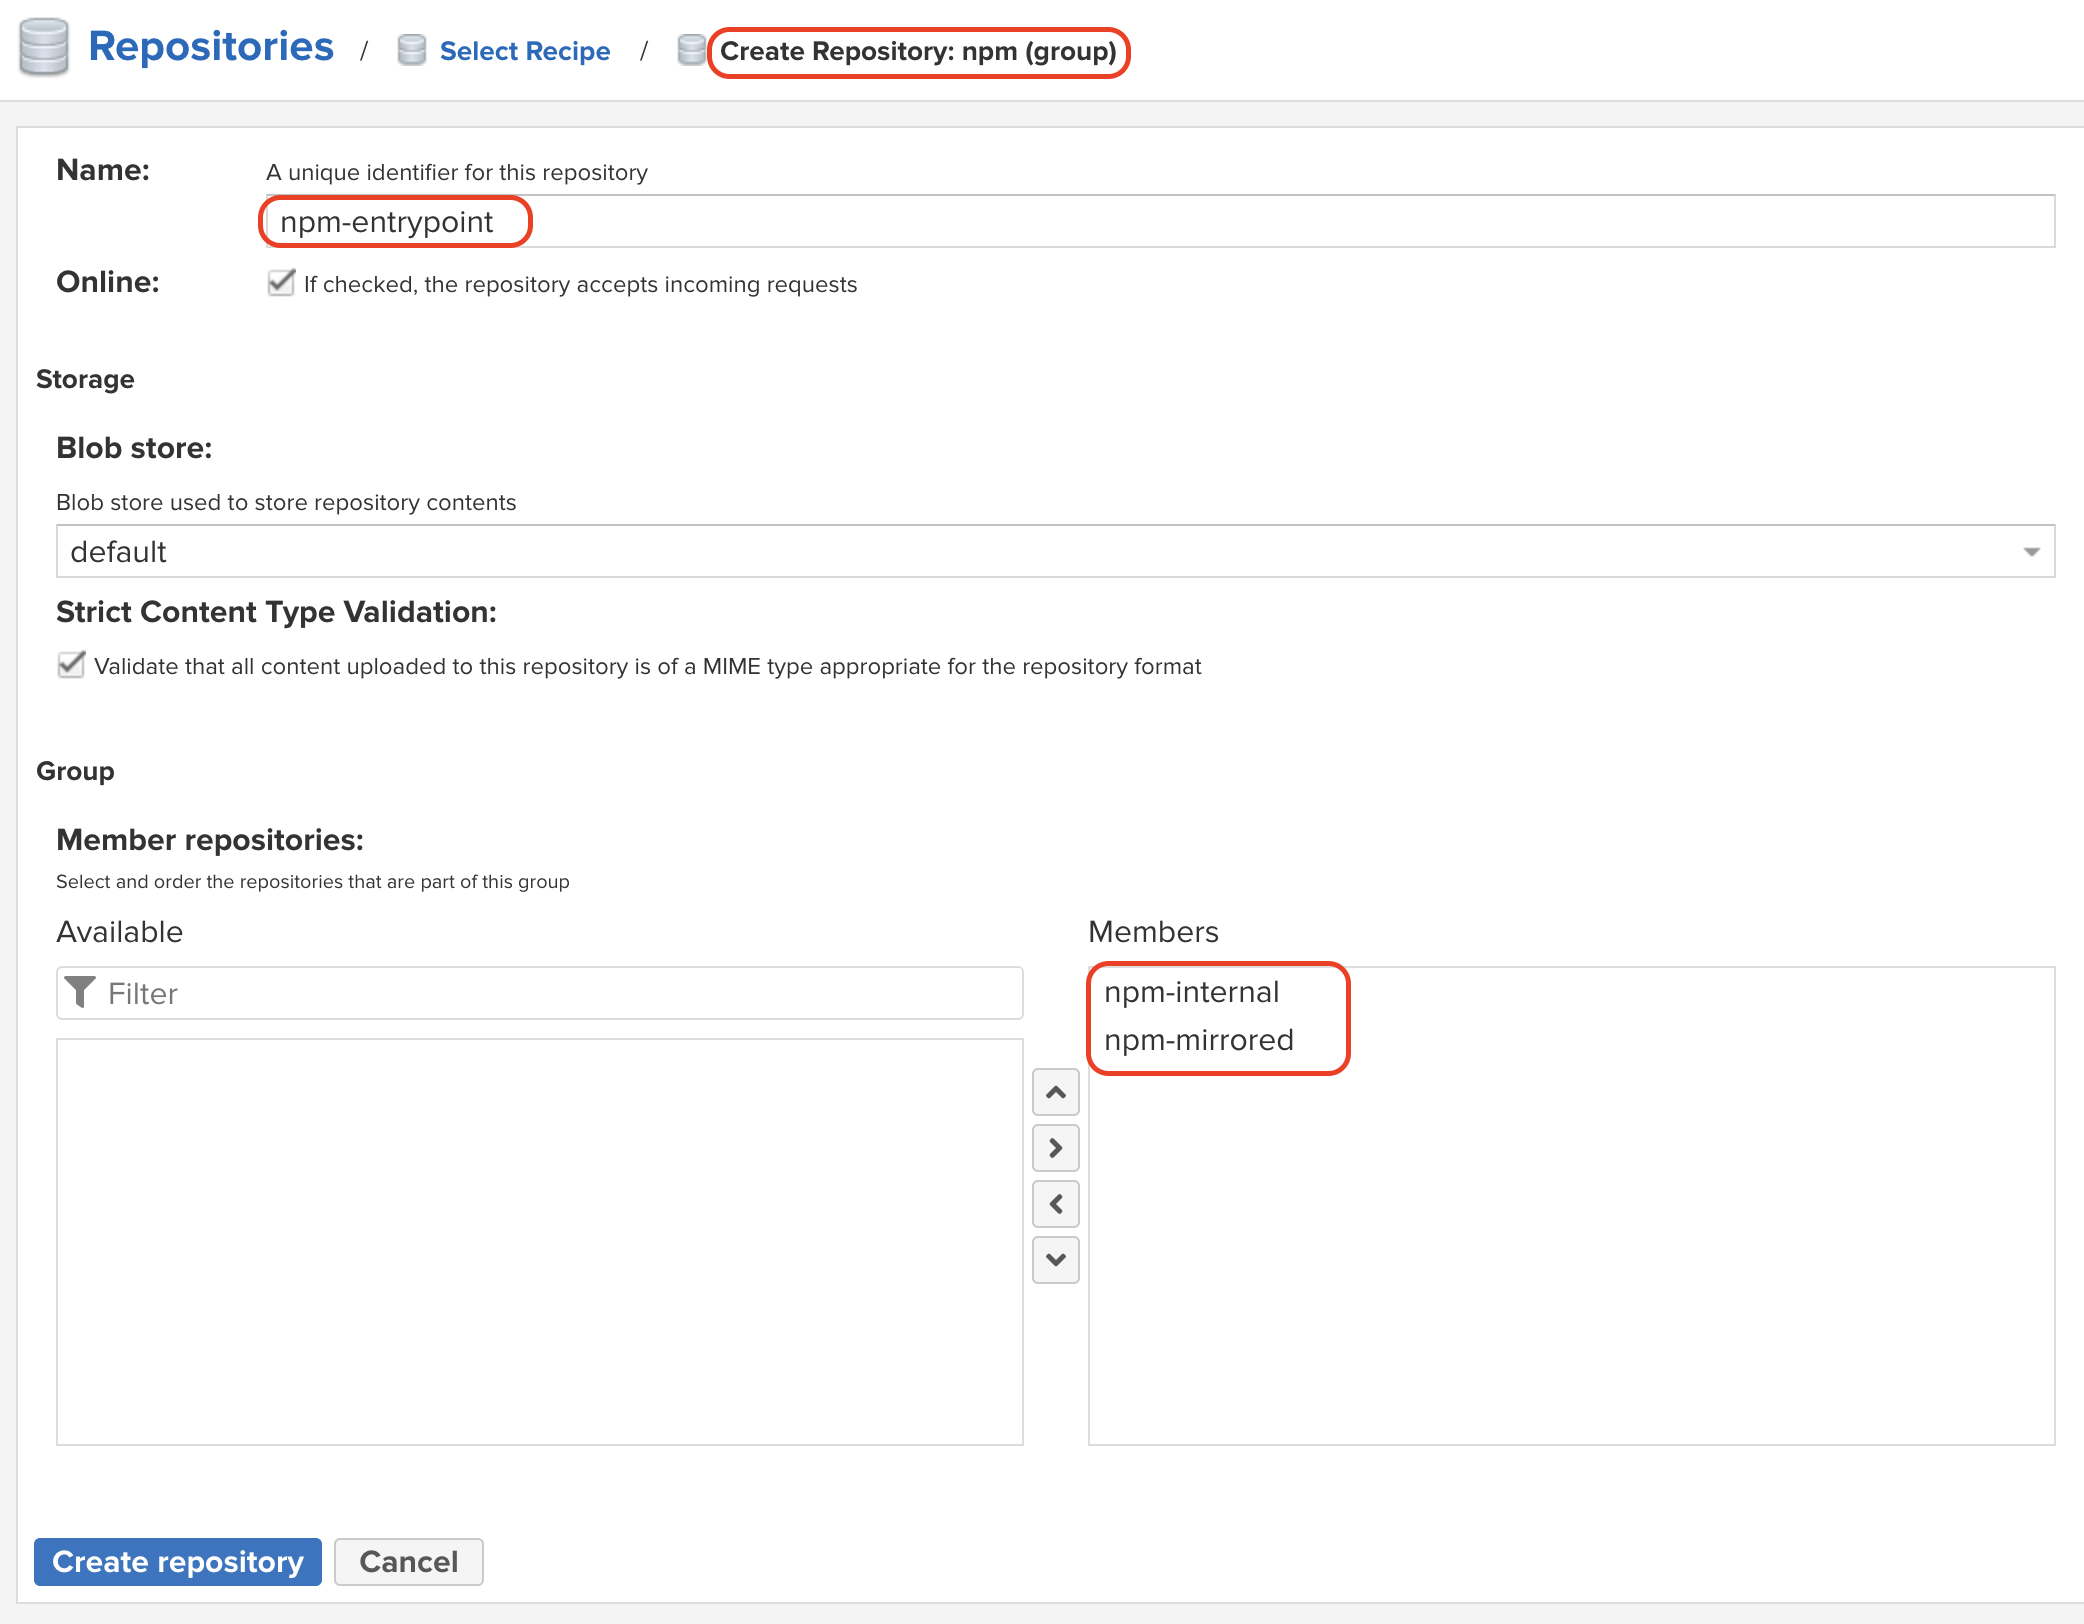 Repositories / Select Recipe / Create Repository: npm (group)
Name:
A unique identifier for this repository
npm-entrypoint
Online:
If checked, the repository accepts incoming requests
Storage
Blob store:
Blob store used to store repository contents
default
Strict Content Type Validation:
Validate that all content uploaded to this repository is of a MIME type appropriate for the repository format
Group
Member repositories:
Select and order the repositories that are part of this group
Available
Filter
Members
npm-internal
npm-mirrored
Create repository
Cancel